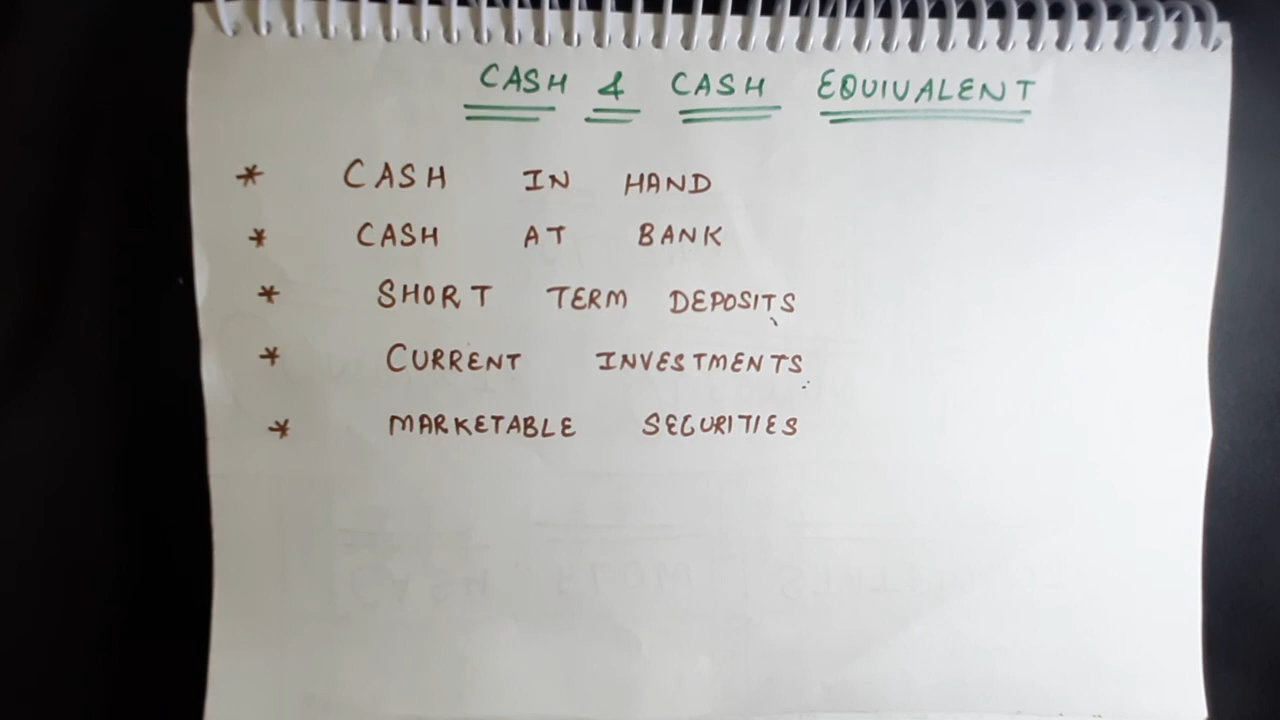 CASH & CASH EQUIVALENT
* CASH IN HAND
* CASH AT BANK
* SHORT TERM DEPOSITS
* CURRENT INVESTMENTS
* MARKETABLE SECURITIES